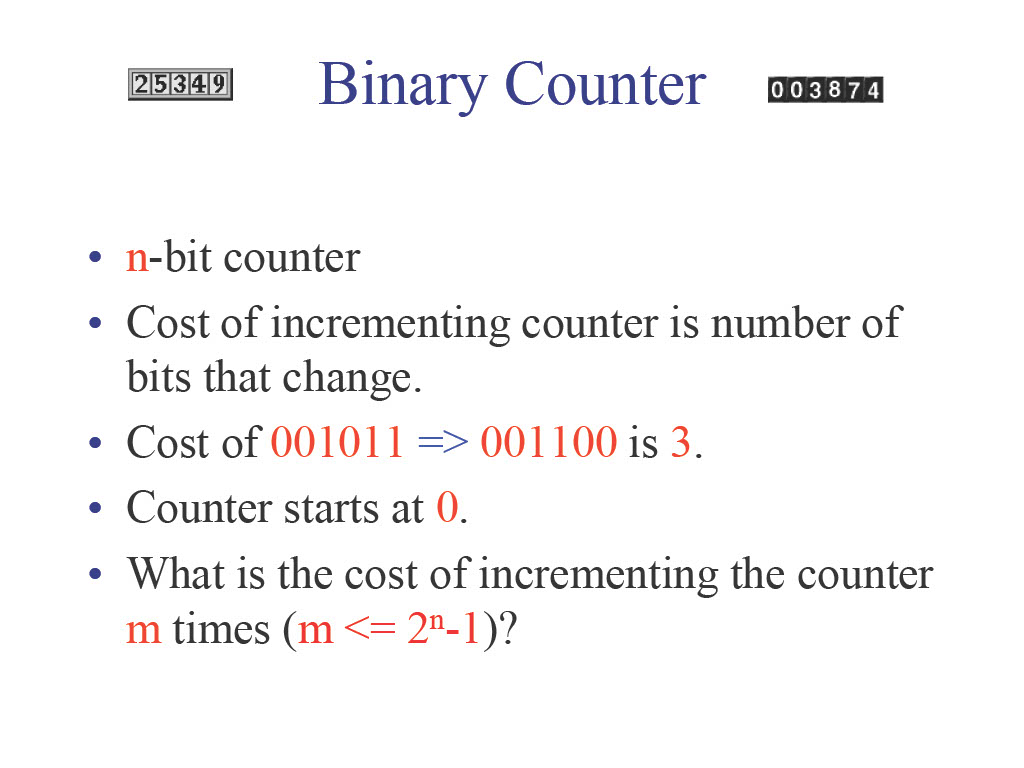 25349
Binary Counter
003874
• n-bit counter
• Cost of incrementing counter is number of
bits that change.
• Cost of 001011 => 001100 is 3.
• Counter starts at 0.
• What is the cost of incrementing the counter
m times (m <= 2ⁿ-1)?